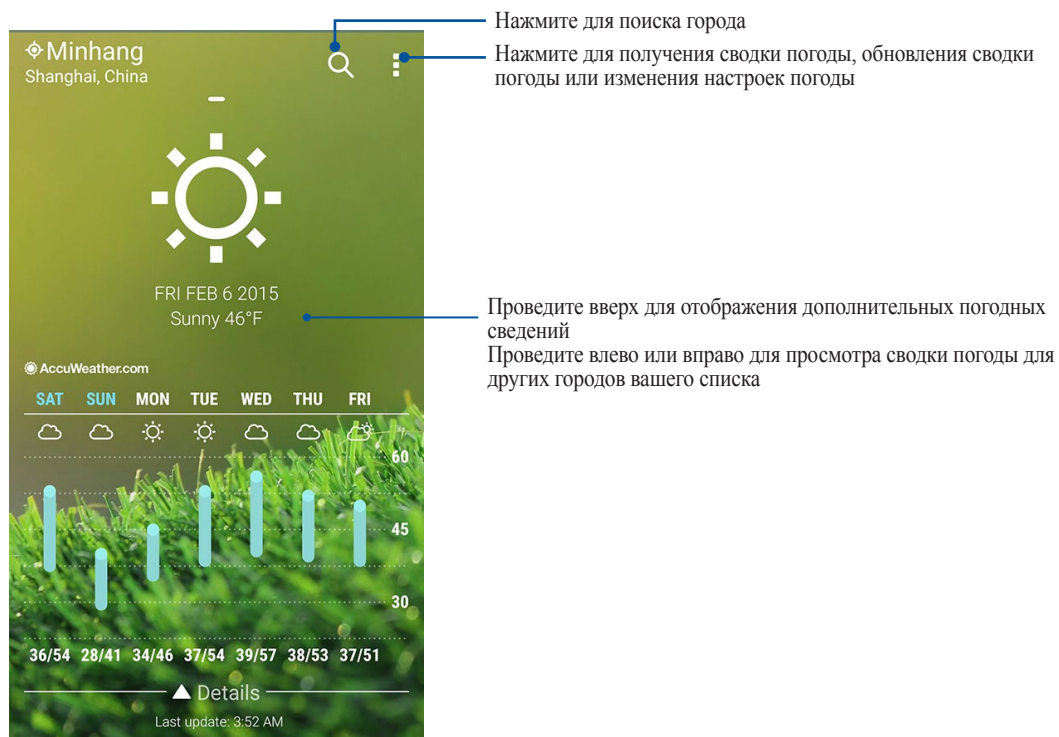 Нажмите для поиска города
Нажмите для получения сводки погоды, обновления сводки
погоды или изменения настроек погоды
Minhang
Shanghai, China
FRI FEB 6 2015
Sunny 46°F
Проведите вверх для отображения дополнительных погодных
сведений
Проведите влево или вправо для просмотра сводки погоды для
других городов вашего списка
AccuWeather.com
SAT SUN MON TUE WED THU FRI
60
45
30
36/54 28/41 34/46 37/54 39/57 38/53 37/51
Details
Last update: 3:52 AM